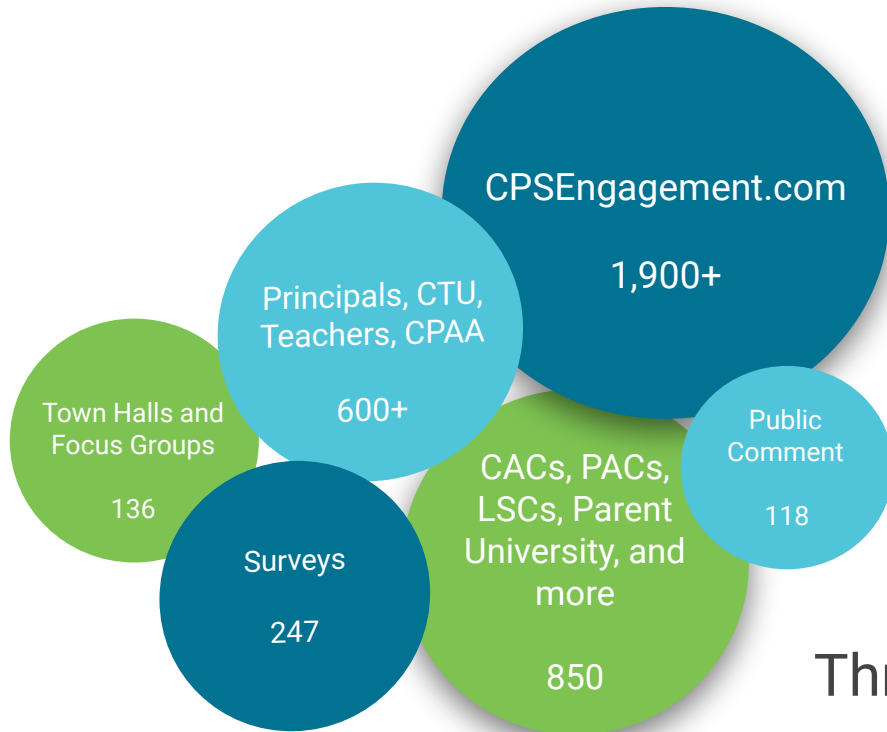 CPSEngagement.com
1,900+
Principals, CTU,
Teachers, CPAA
600+
Town Halls and
Focus Groups
136
Public
Comment
118
CACs, PACs,
LSCs, Parent
University, and
more
850
Surveys
247